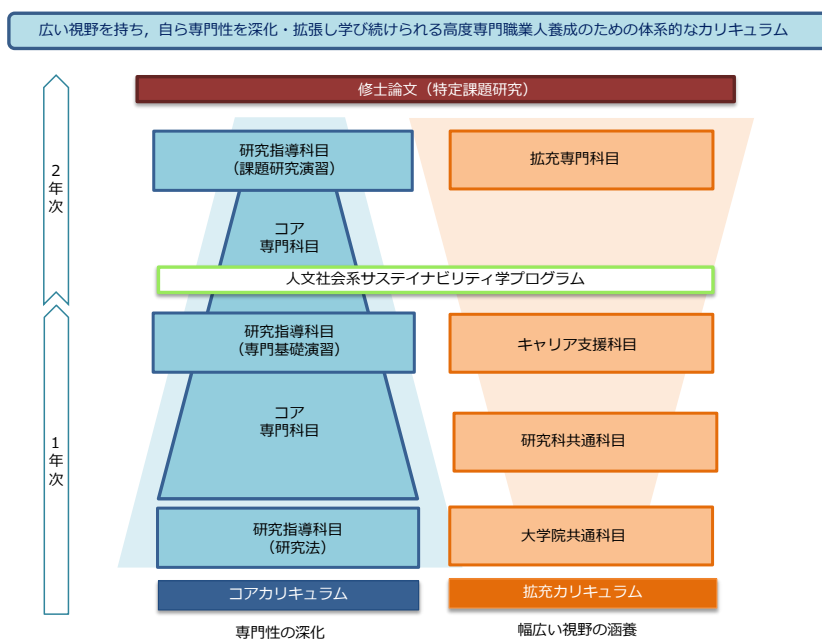 広い視野を持ち，自ら専門性を深化・拡張し学び続けられる高度専門職業人養成のための体系的なカリキュラム
修士論文（特定課題研究）
2年次
研究指導科目
（課題研究演習）
拡充専門科目
コア
専門科目
人文社会系サステイナビリティ学プログラム
研究指導科目
（専門基礎演習）
キャリア支援科目
1年次
コア
専門科目
研究科共通科目
研究指導科目
（研究法）
大学院共通科目
コアカリキュラム
拡充カリキュラム
専門性の深化
幅広い視野の涵養